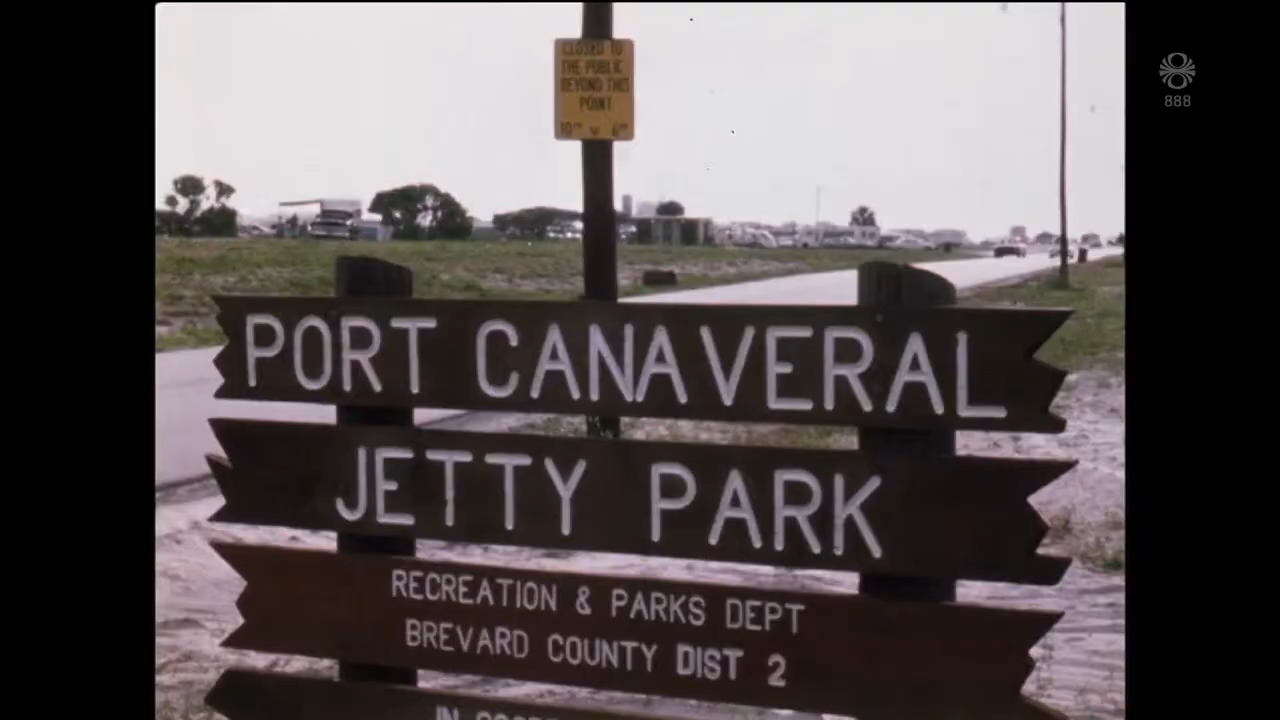 CLOSED TO
THE PUBLIC
BEYOND THIS
POINT
888
PORT CANAVERAL
JETTY PARK
RECREATION & PARKS DEPT
BREVARD COUNTY DIST 2
IN